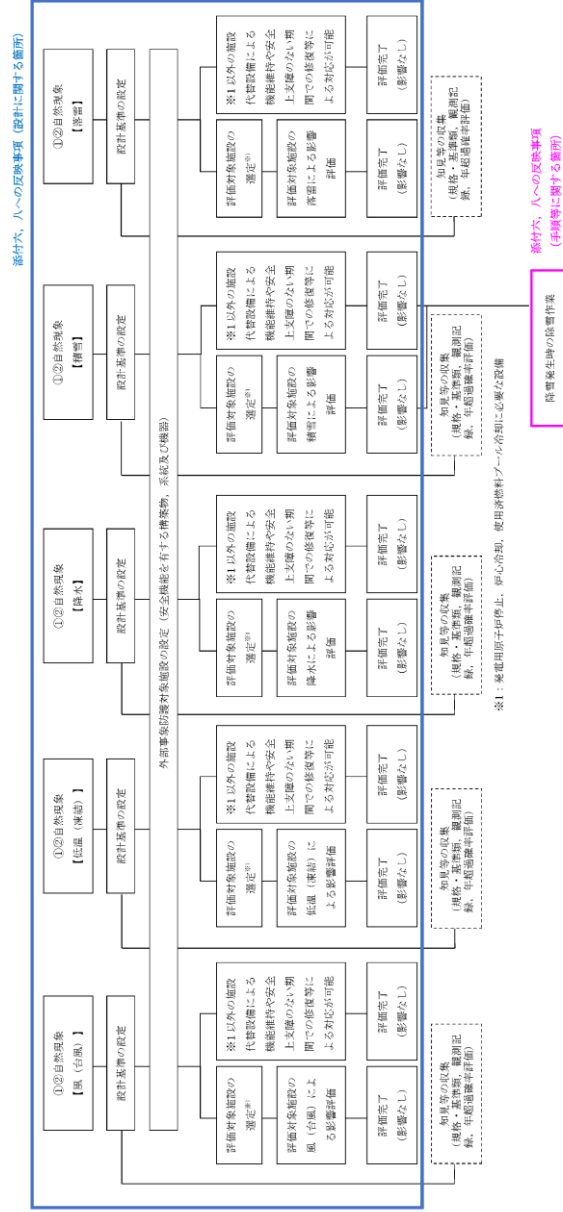 添付六，八への反映事項（設計に関する箇所）
①②自然現象
【風（台風）】
設計基準の設定
①②自然現象
【低温（凍結）】
設計基準の設定
①②自然現象
【降水】
設計基準の設定
①②自然現象
【積雪】
設計基準の設定
①②自然現象
【落雷】
設計基準の設定
外部事象防護対象施設の設定（安全機能を有する構築物，系統及び機器）
評価対象施設の
選定※1
評価対象施設の
風（台風）によ
る影響評価
評価完了
(影響なし)
※1 以外の施設
代替設備による
機能維持や安全
上支障のない期
間での修復等に
よる対応が可能
評価完了
(影響なし)
評価対象施設の
選定※1
評価対象施設の
低温（凍結）に
よる影響評価
評価完了
(影響なし)
※1 以外の施設
代替設備による
機能維持や安全
上支障のない期
間での修復等に
よる対応が可能
評価完了
(影響なし)
評価対象施設の
選定※1
評価対象施設の
降水による影響
評価
評価完了
(影響なし)
※1 以外の施設
代替設備による
機能維持や安全
上支障のない期
間での修復等に
よる対応が可能
評価完了
(影響なし)
評価対象施設の
選定※1
評価対象施設の
積雪による影響
評価
評価完了
(影響なし)
※1 以外の施設
代替設備による
機能維持や安全
上支障のない期
間での修復等に
よる対応が可能
評価完了
(影響なし)
評価対象施設の
選定※1
評価対象施設の
落雷による影響
評価
評価完了
(影響なし)
※1 以外の施設
代替設備による
機能維持や安全
上支障のない期
間での修復等に
よる対応が可能
評価完了
(影響なし)
知見等の収集
(規格・基準類，観測記
録，年超過確率評価)
知見等の収集
(規格・基準類，観測記
録，年超過確率評価)
知見等の収集
(規格・基準類，観測記
録，年超過確率評価)
知見等の収集
(規格・基準類，観測記
録，年超過確率評価)
知見等の収集
(規格・基準類，観測記
録，年超過確率評価)
※1：発電用原子炉停止，炉心冷却，使用済燃料プール冷却に必要な設備
添付六，八への反映事項
(手順等に関する箇所)
降雪発生時の除雪作業